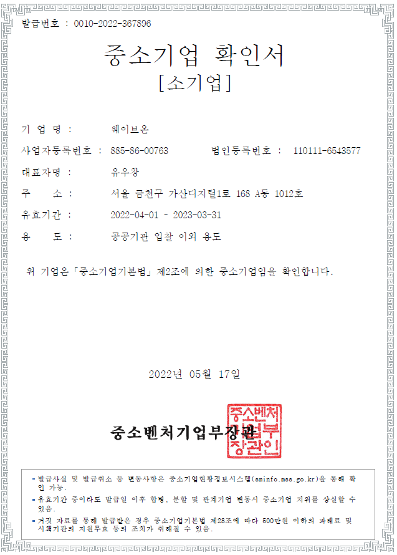 발급번호 : 0010-2022-367896
중소기업 확인서
[소기업]
기 업 명 : 웨이브온
사업자등록번호 : 885-86-00763 법인등록번호 : 110111-6543577
대표자명 : 유우창
주 소 : 서울 금천구 가산디지털1로 168 A동 1012호
유효기간 : 2022-04-01 ~ 2023-03-31
용 도 : 공공기관 입찰 이외 용도
위 기업은「중소기업기본법」제2조에 의한 중소기업임을 확인합니다.
2022년 05월 17일
중소벤처기업부장관
중소벤처
기업부
장관인
• 발급사실 및 발급취소 등 변동사항은 중소기업현황정보시스템(sminfo.mss.go.kr)을 통해 확
인 가능.
• 유효기간 중이라도 발급일 이후 합병, 분할 및 관계기업 변동시 중소기업 지위를 상실할 수
있음.
• 거짓 자료를 통해 발급받은 경우 중소기업기본법 제28조에 따라 500만원 이하의 과태료 및
시책기관의 지원무효 등의 조치가 취해질 수 있음.